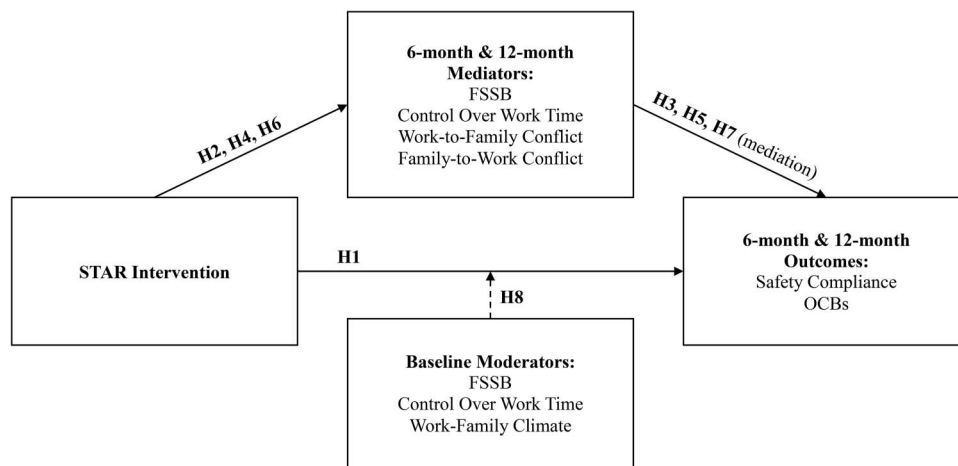 6-month & 12-month
Mediators:
FSSB
Control Over Work Time
Work-to-Family Conflict
Family-to-Work Conflict
H2, H4, H6
H3, H5, H7 (mediation)
STAR Intervention
H1
6-month & 12-month
Outcomes:
Safety Compliance
OCBs
H8
Baseline Moderators:
FSSB
Control Over Work Time
Work-Family Climate